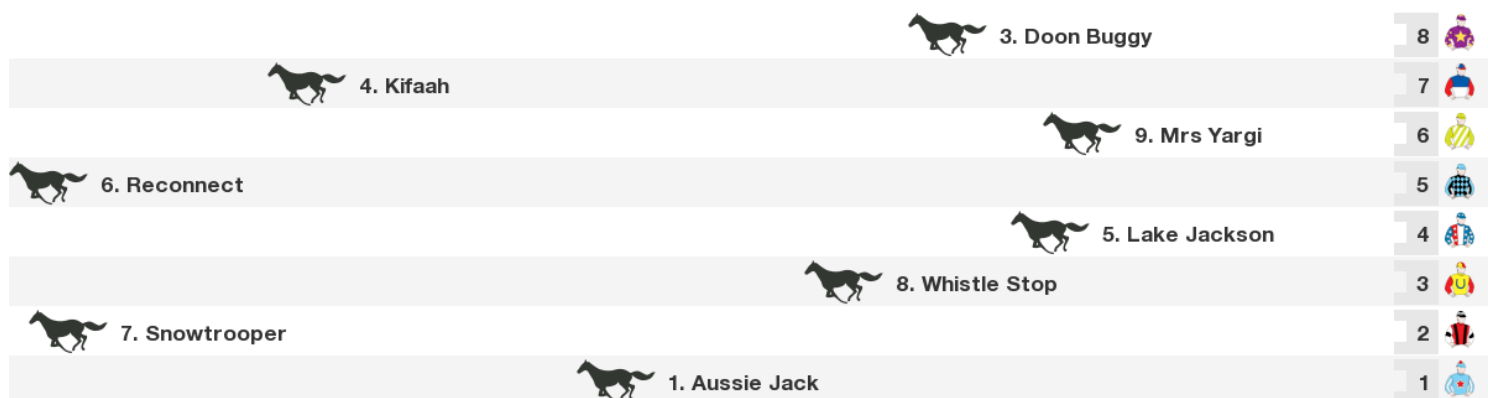 3. Doon Buggy 8
4. Kifaah 7
9. Mrs Yargi 6
6. Reconnect 5
5. Lake Jackson 4
8. Whistle Stop 3
7. Snowtrooper 2
1. Aussie Jack 1